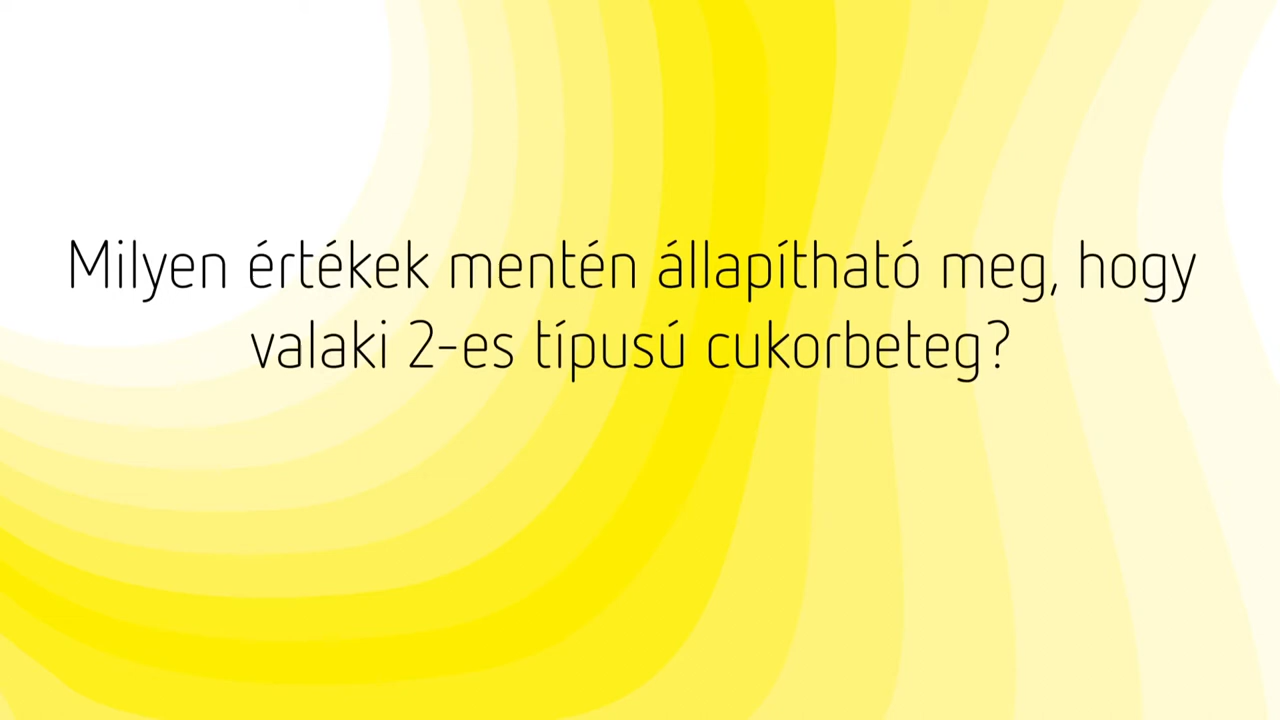 Milyen értékek mentén állapítható meg, hogy
valaki 2-es típusú cukorbeteg?